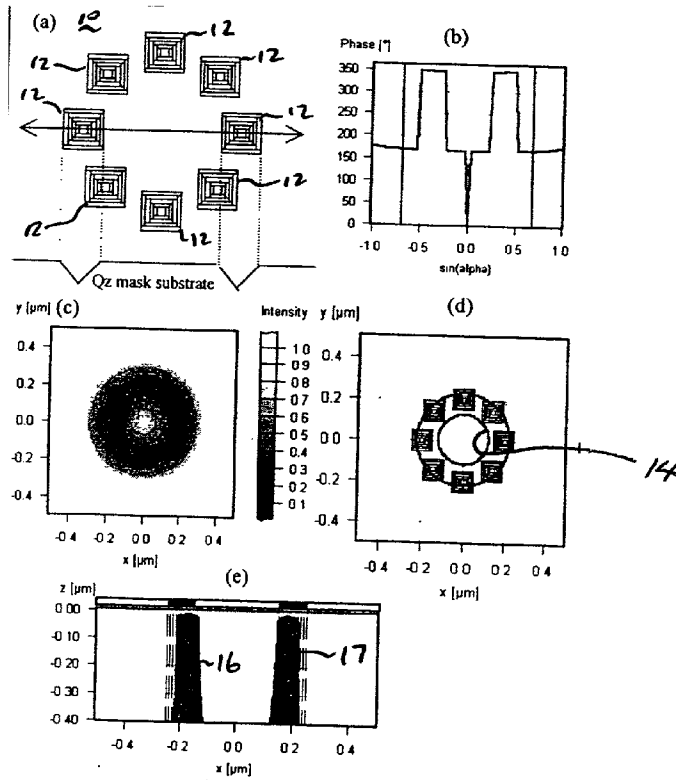 (a) 10
12
12 12
12 12
12
12 12
Qz mask substrate
(b)
Phase [°]
350
300
250
200
150
100
50
0
-1.0 -0.5 0.0 0.5 1.0
sin(alpha)
(c)
y [µm]
0.4
0.2
0.0
-0.2
-0.4
-0.4 -0.2 0.0 0.2 0.4
x [µm]
Intensity
1.0
0.9
0.8
0.7
0.6
0.5
0.4
0.3
0.2
0.1
(d)
y [µm]
0.4
0.2
0.0
-0.2
-0.4
14
-0.4 -0.2 0.0 0.2 0.4
x [µm]
(e)
z [µm]
0.00
-0.10
-0.20
-0.30
-0.40
16 17
-0.4 -0.2 0.0 0.2 0.4
x [µm]